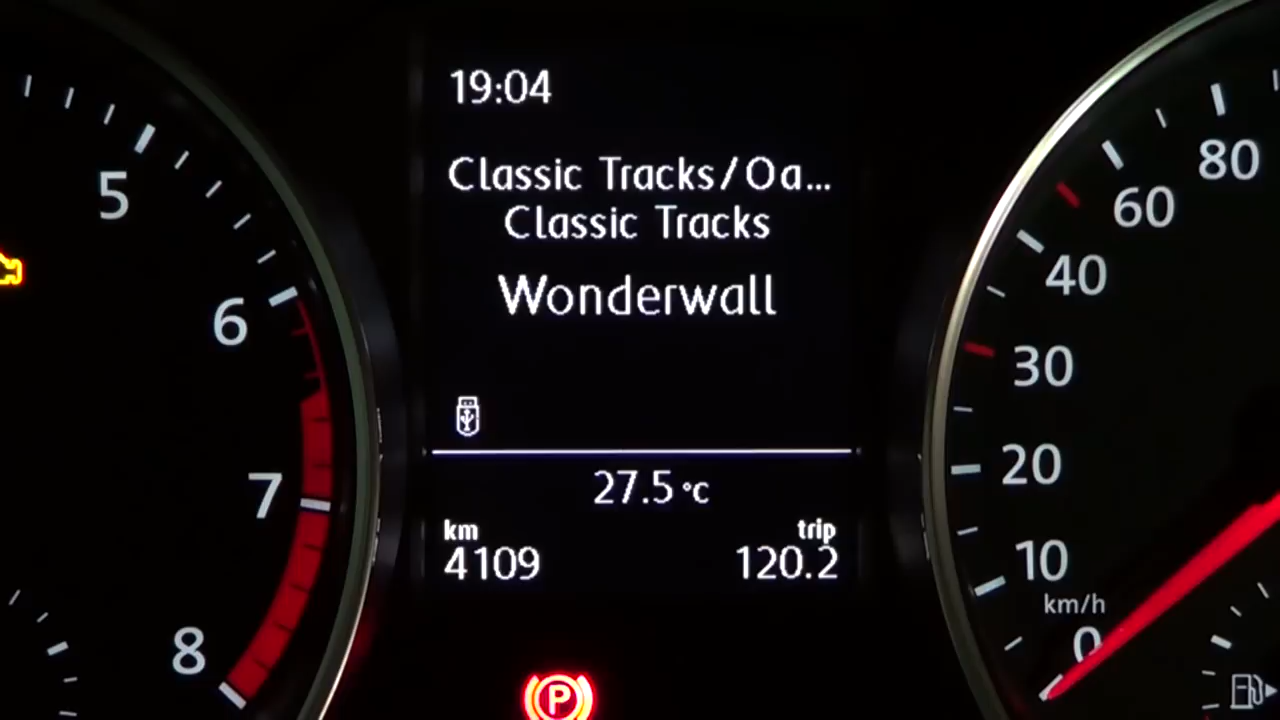 19:04
Classic Tracks/Oa...
Classic Tracks
Wonderwall
27.5 °C
km trip
4109 120.2
5
6
7
8
80
60
40
30
20
10
km/h
0
P